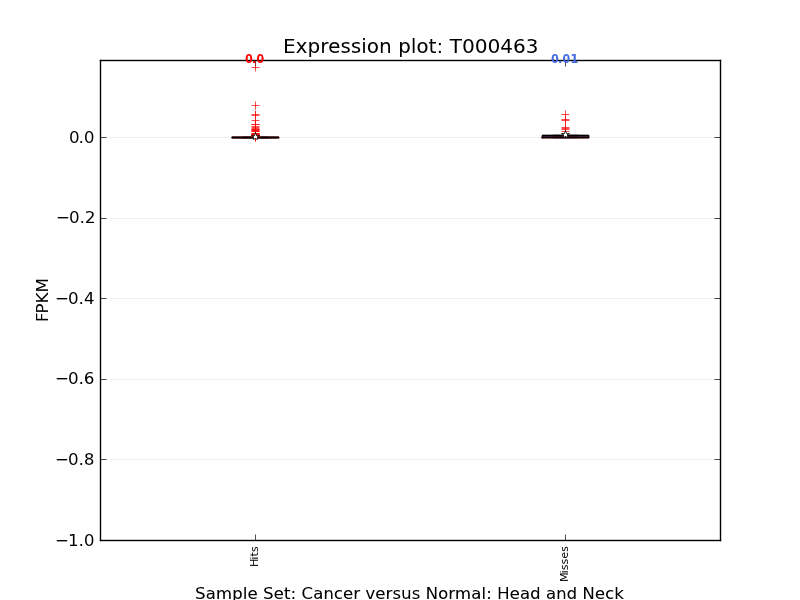 Expression plot: T000463
0.0
0.01
0.0
−0.2
−0.4
−0.6
−0.8
−1.0
FPKM
Hits
Misses
Sample Set: Cancer versus Normal: Head and Neck